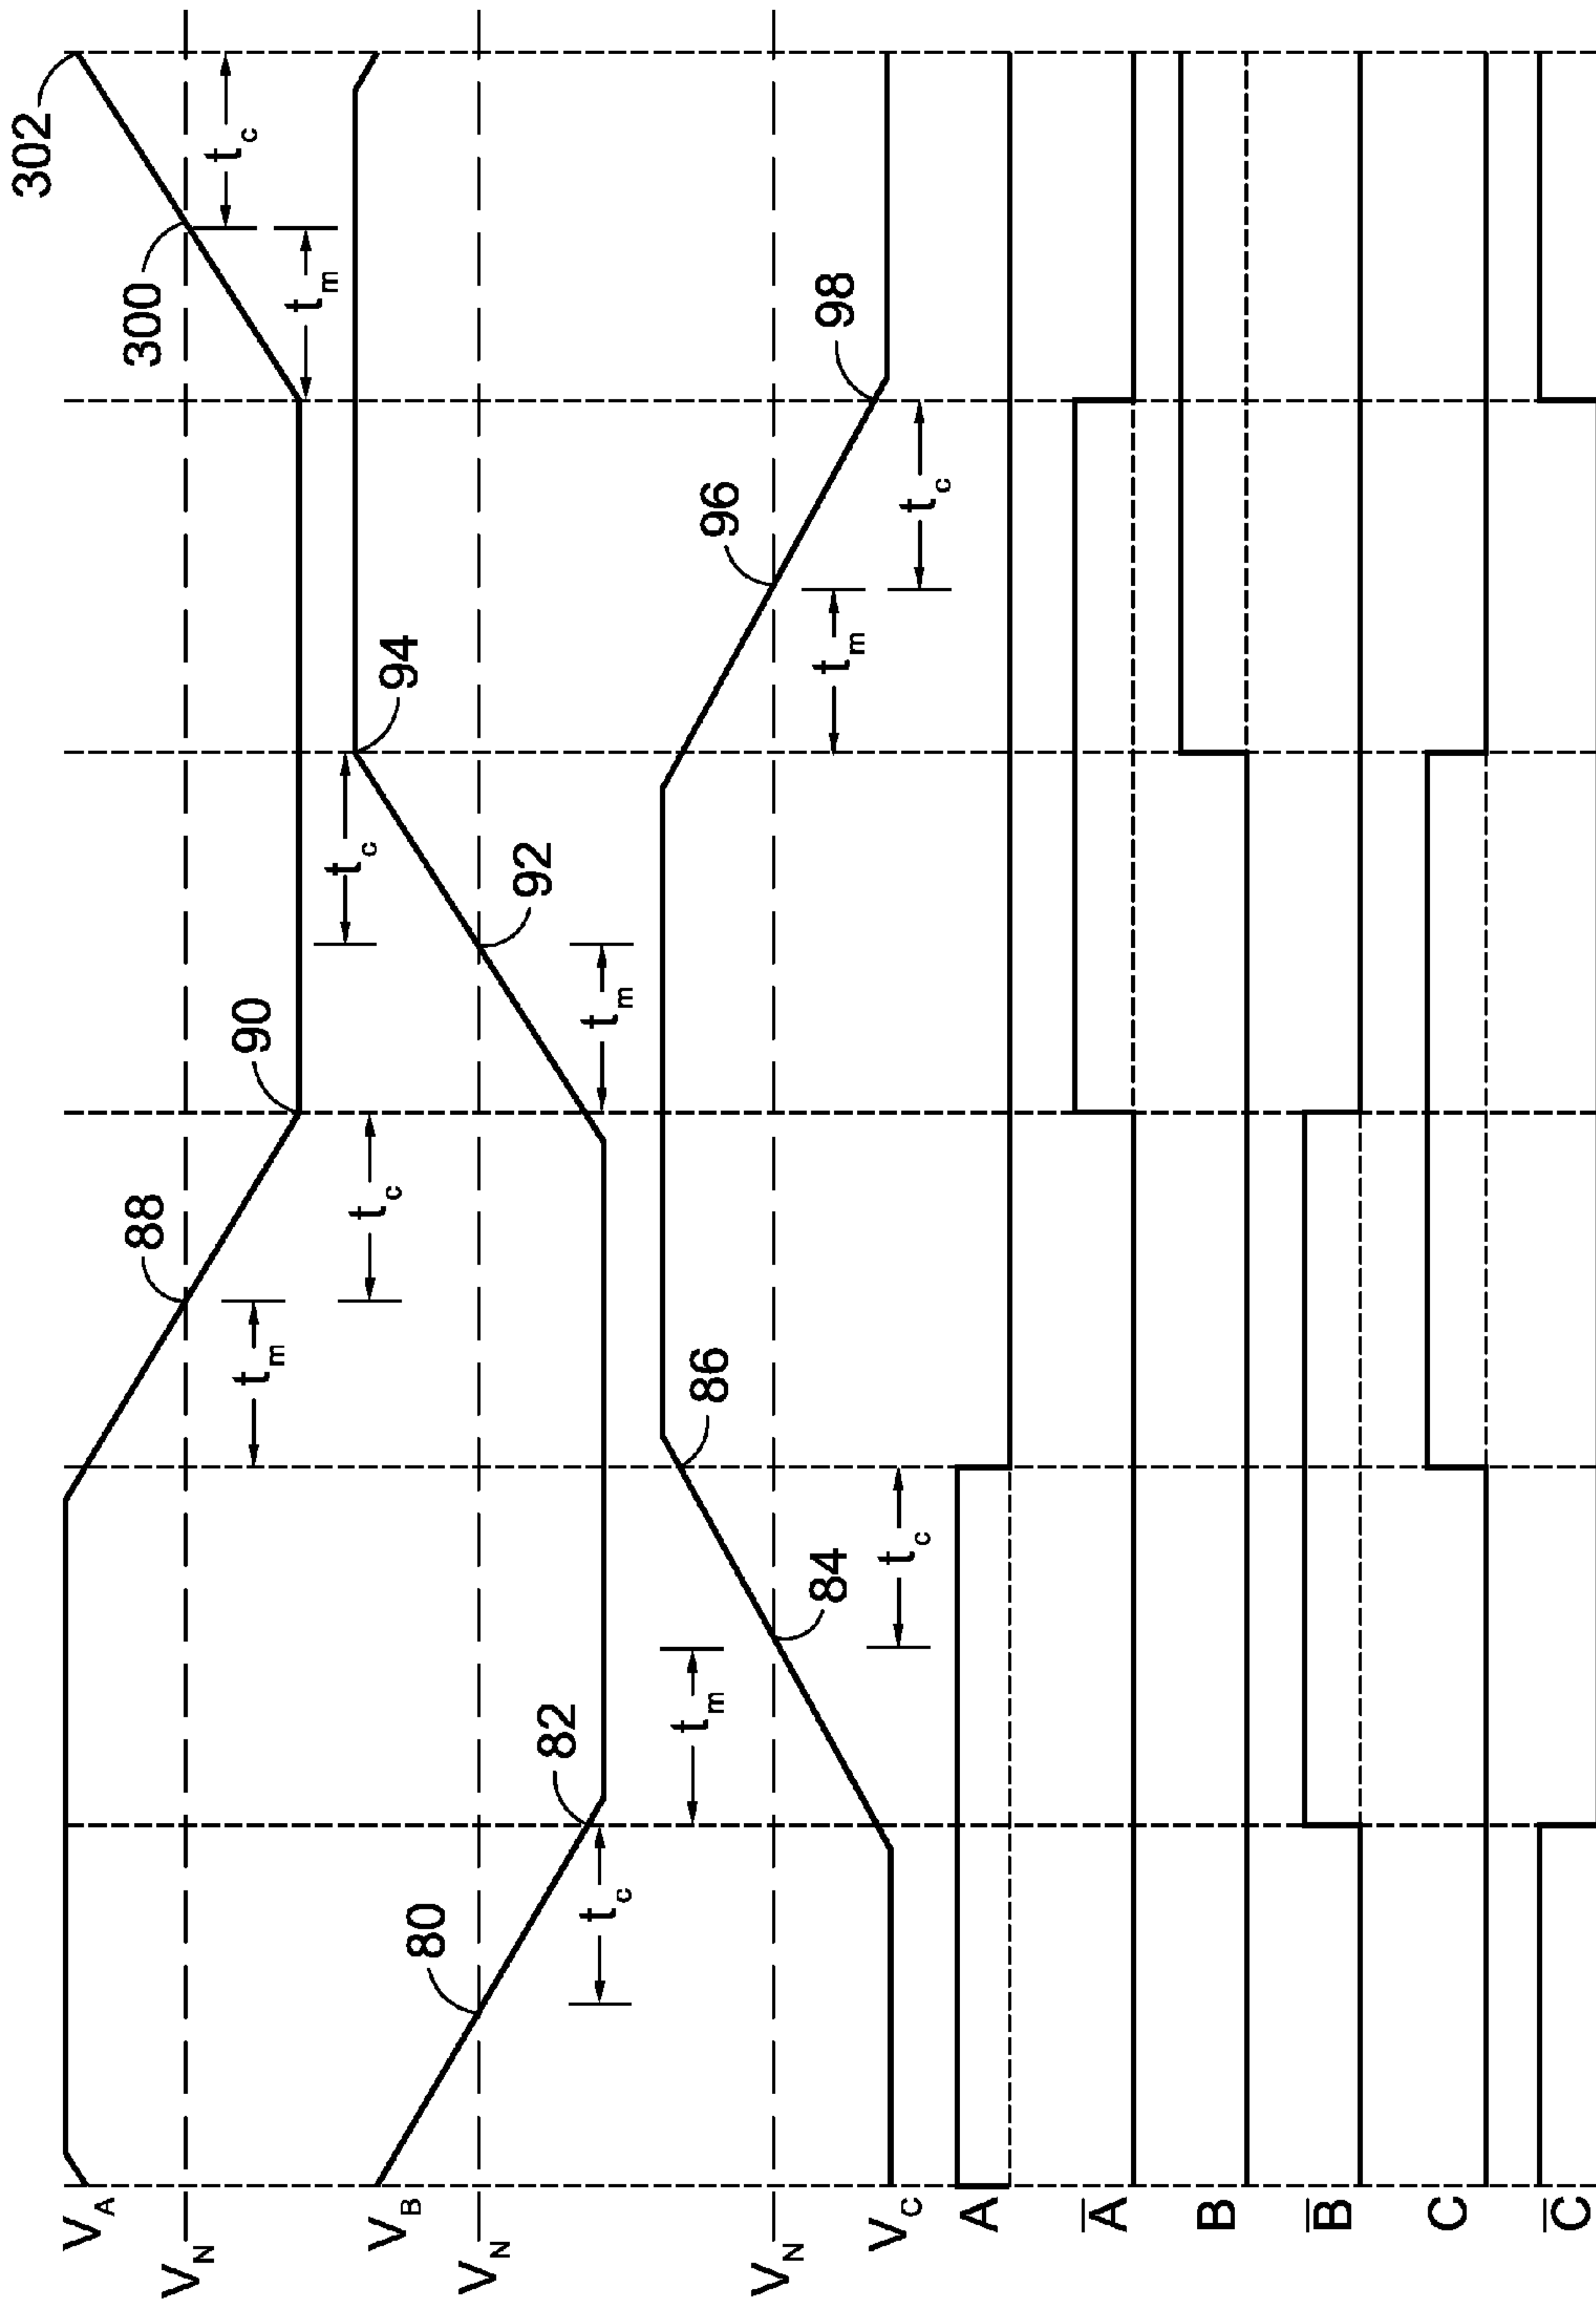 V_A
V_N
88
90
300
302
t_m
t_c
t_m
t_c
V_B
V_N
80
82
92
94
t_c
t_m
t_c
V_N
V_C
84
86
96
98
t_m
t_c
t_m
t_c
A
A̅
B
B̅
C
C̅